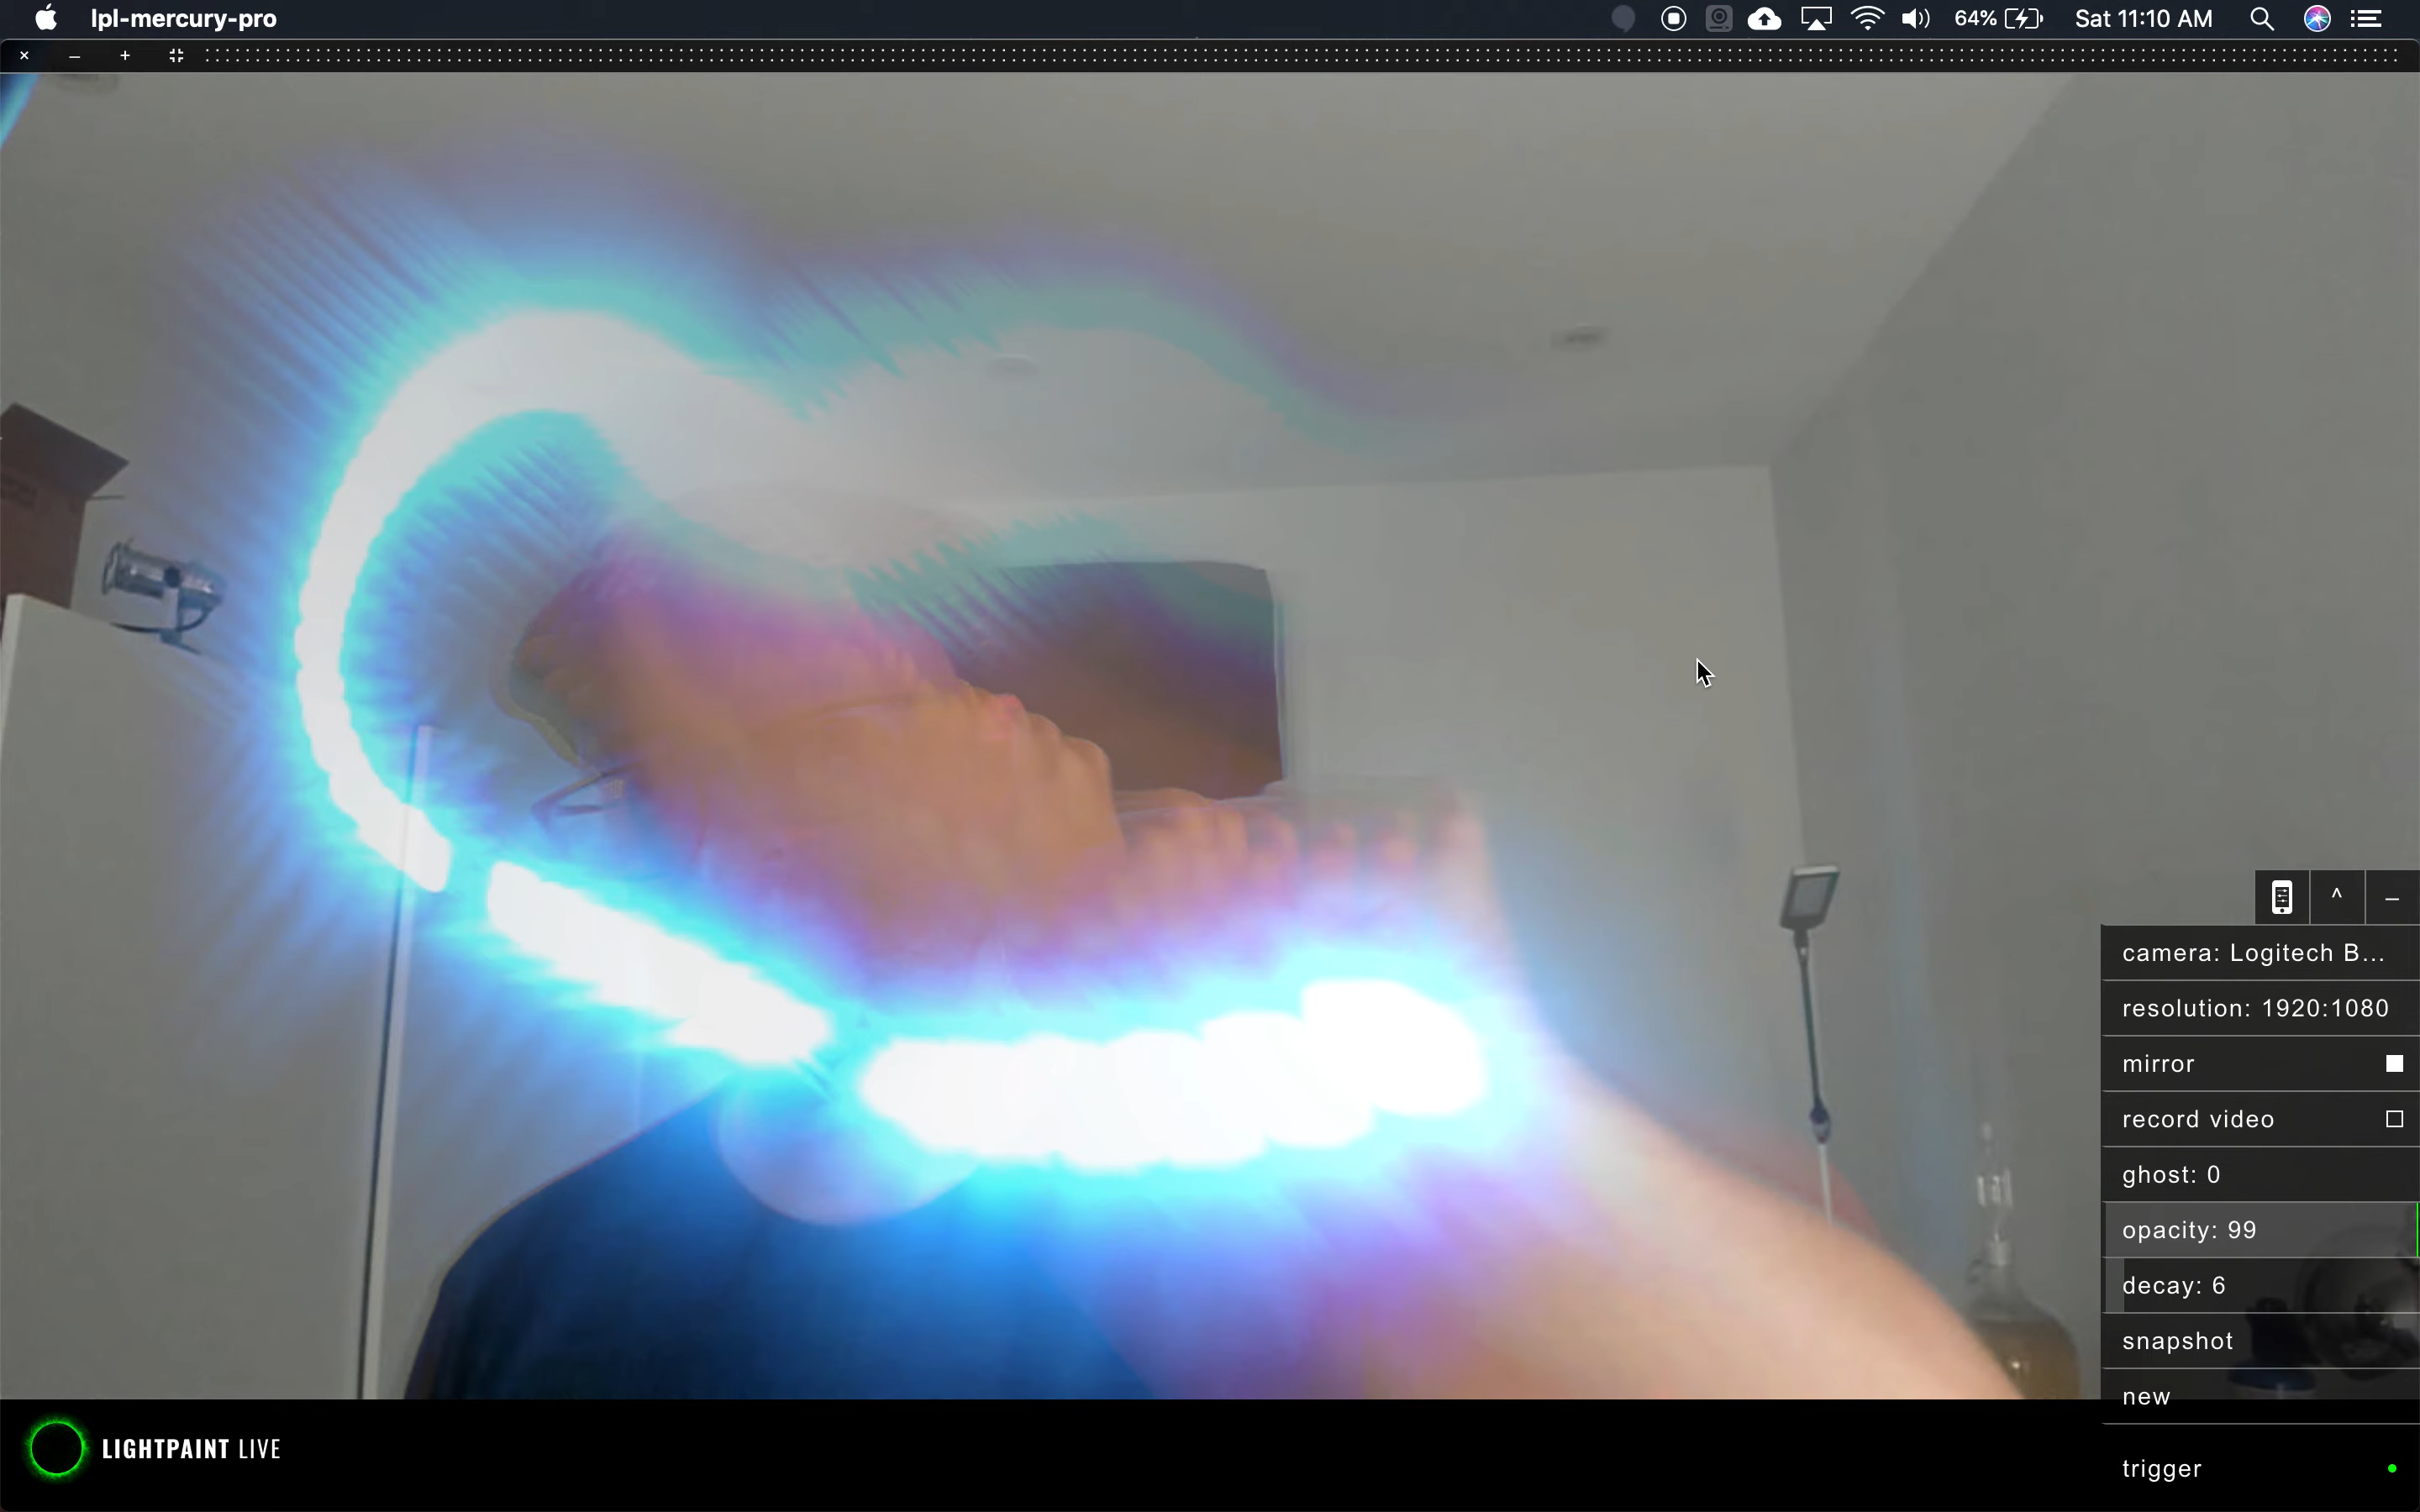 lpl-mercury-pro
64%
Sat 11:10 AM
camera: Logitech B...
resolution: 1920:1080
mirror
record video
ghost: 0
opacity: 99
decay: 6
snapshot
new
trigger
LIGHTPAINT LIVE